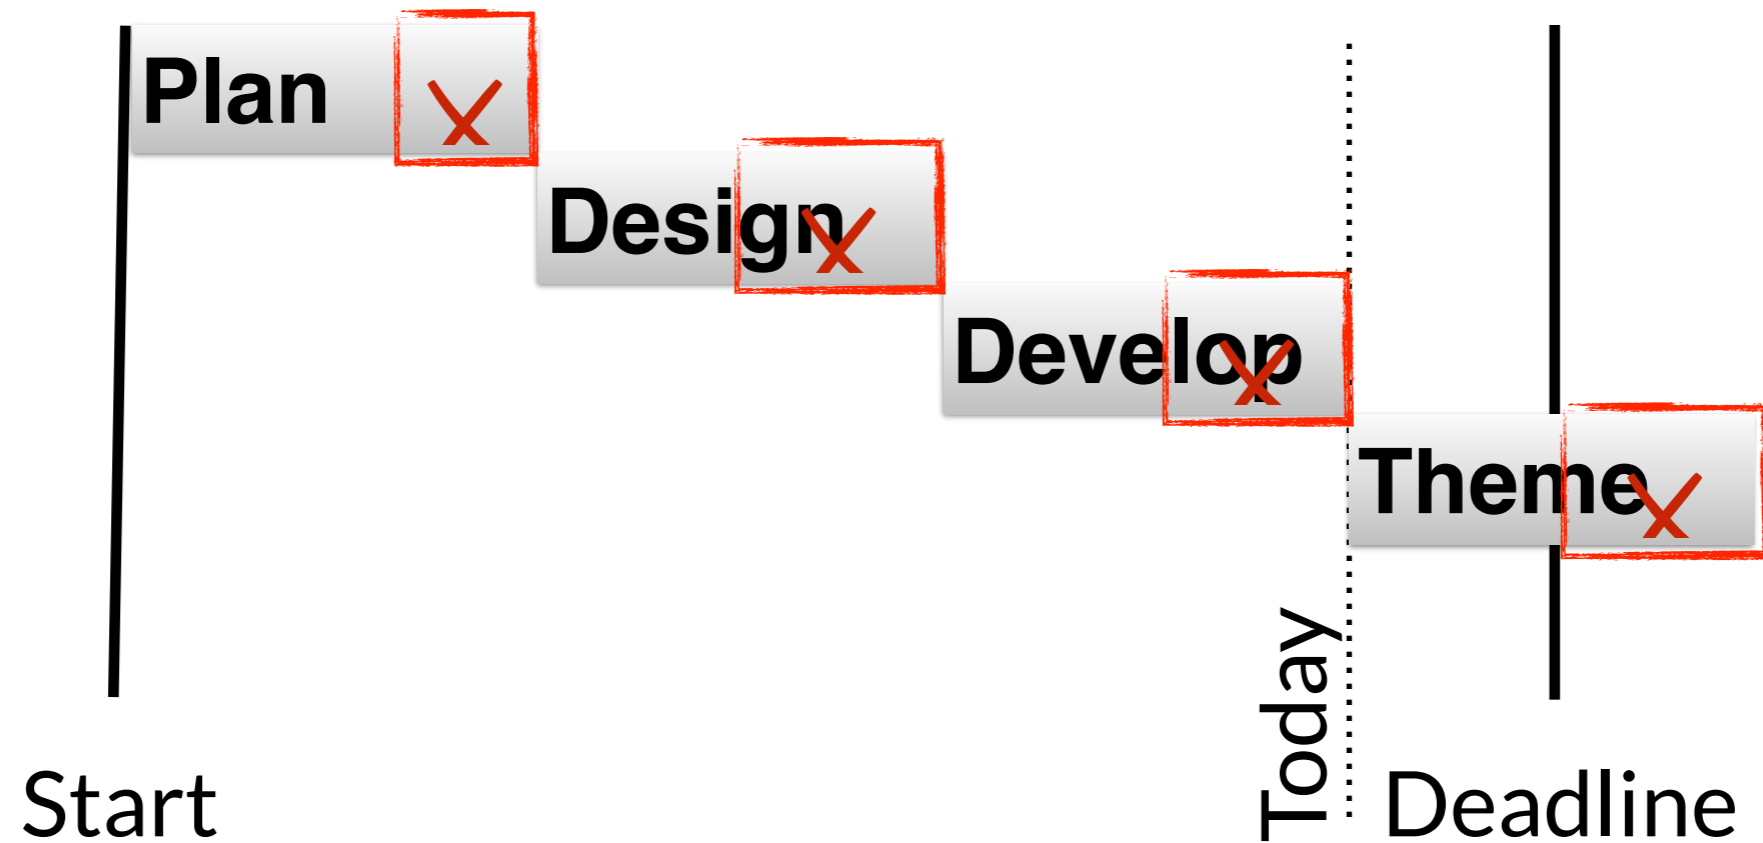 Plan
Design
Develop
Theme
Today
Start
Deadline